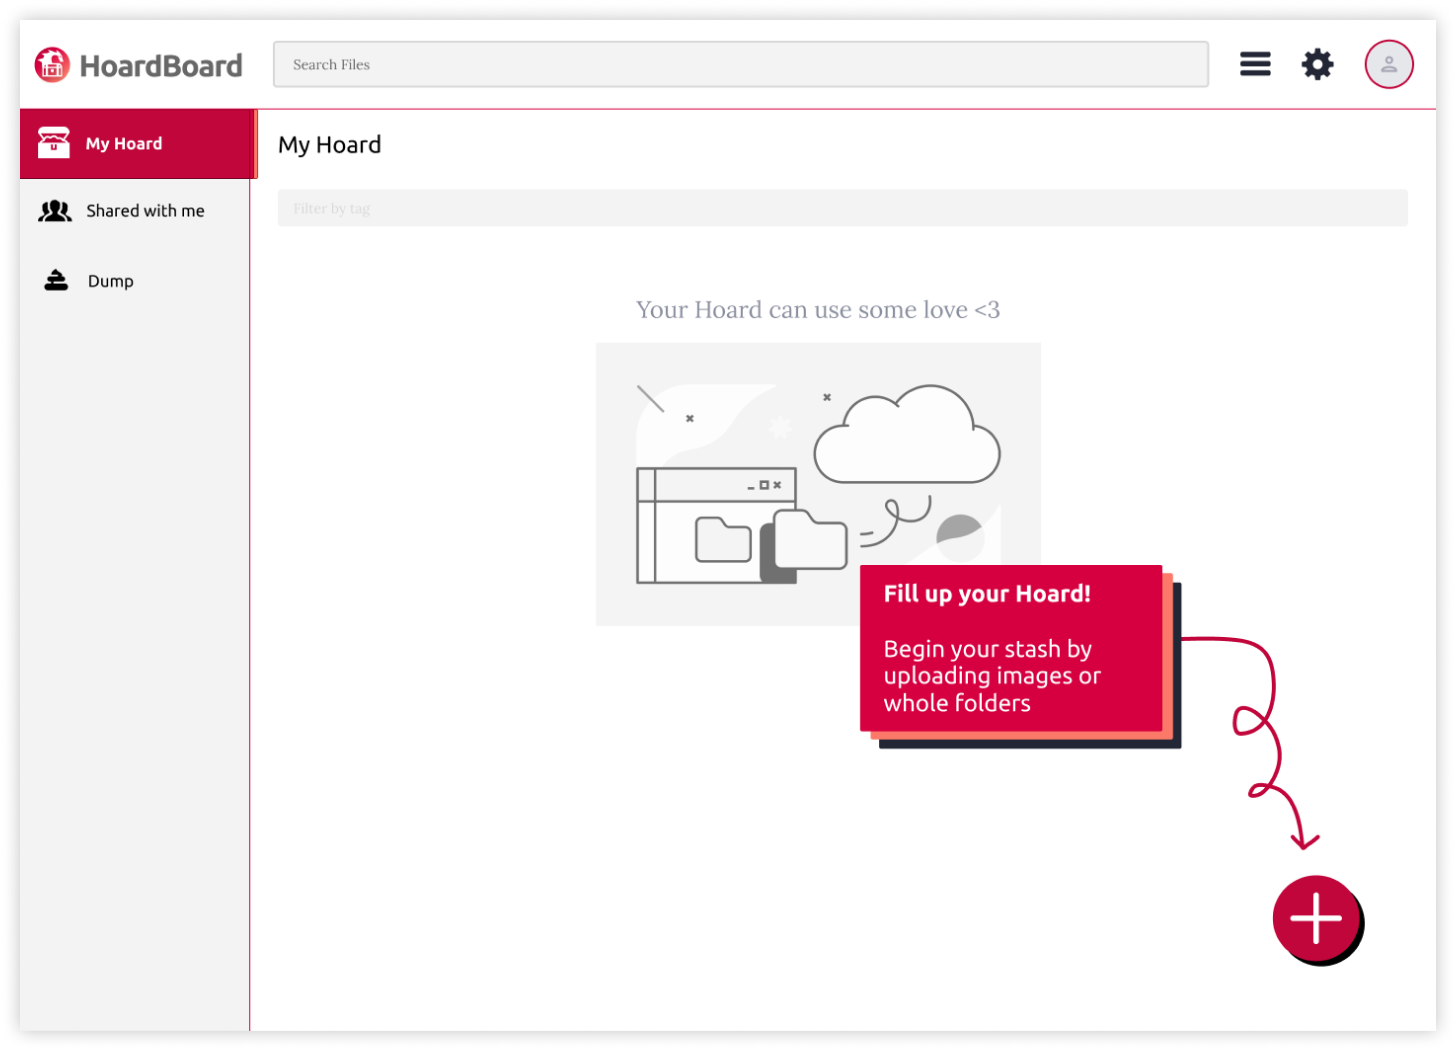 HoardBoard
Search Files
My Hoard
My Hoard
Filter by tag
Shared with me
Dump
Your Hoard can use some love <3
Fill up your Hoard!
Begin your stash by
uploading images or
whole folders